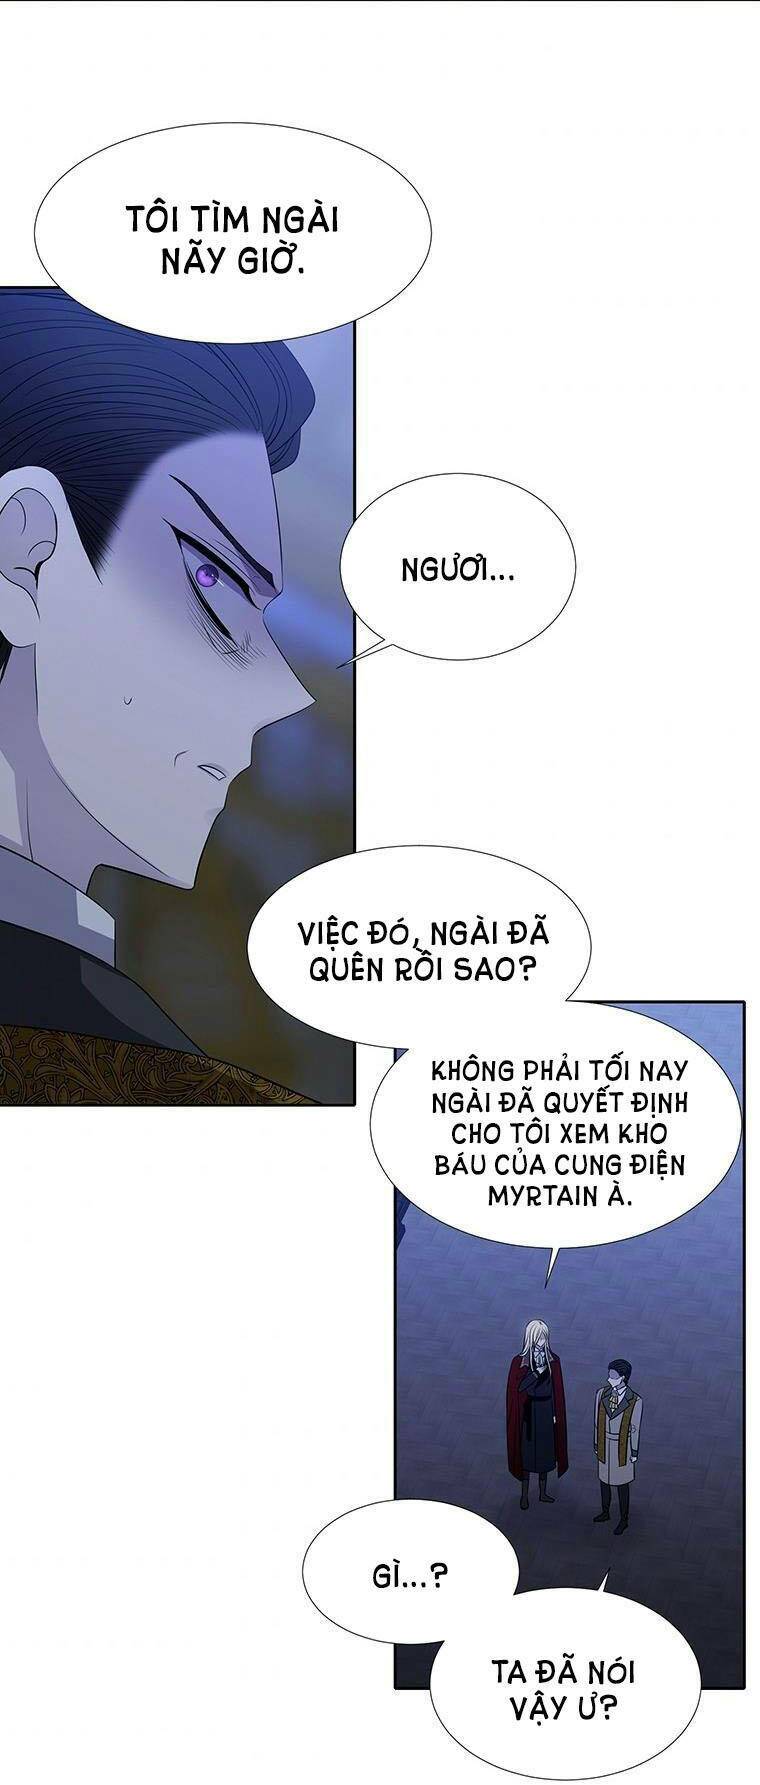 TÔI TÌM NGÀI
NÃY GIỜ.
NGƯƠI...
VIỆC ĐÓ, NGÀI ĐÃ
QUÊN RỒI SAO?
KHÔNG PHẢI TỐI NAY
NGÀI ĐÃ QUYẾT ĐỊNH
CHO TÔI XEM KHO
BÁU CỦA CUNG ĐIỆN
MYRTAIN À.
GÌ...?
TA ĐÃ NÓI
VẬY Ư?